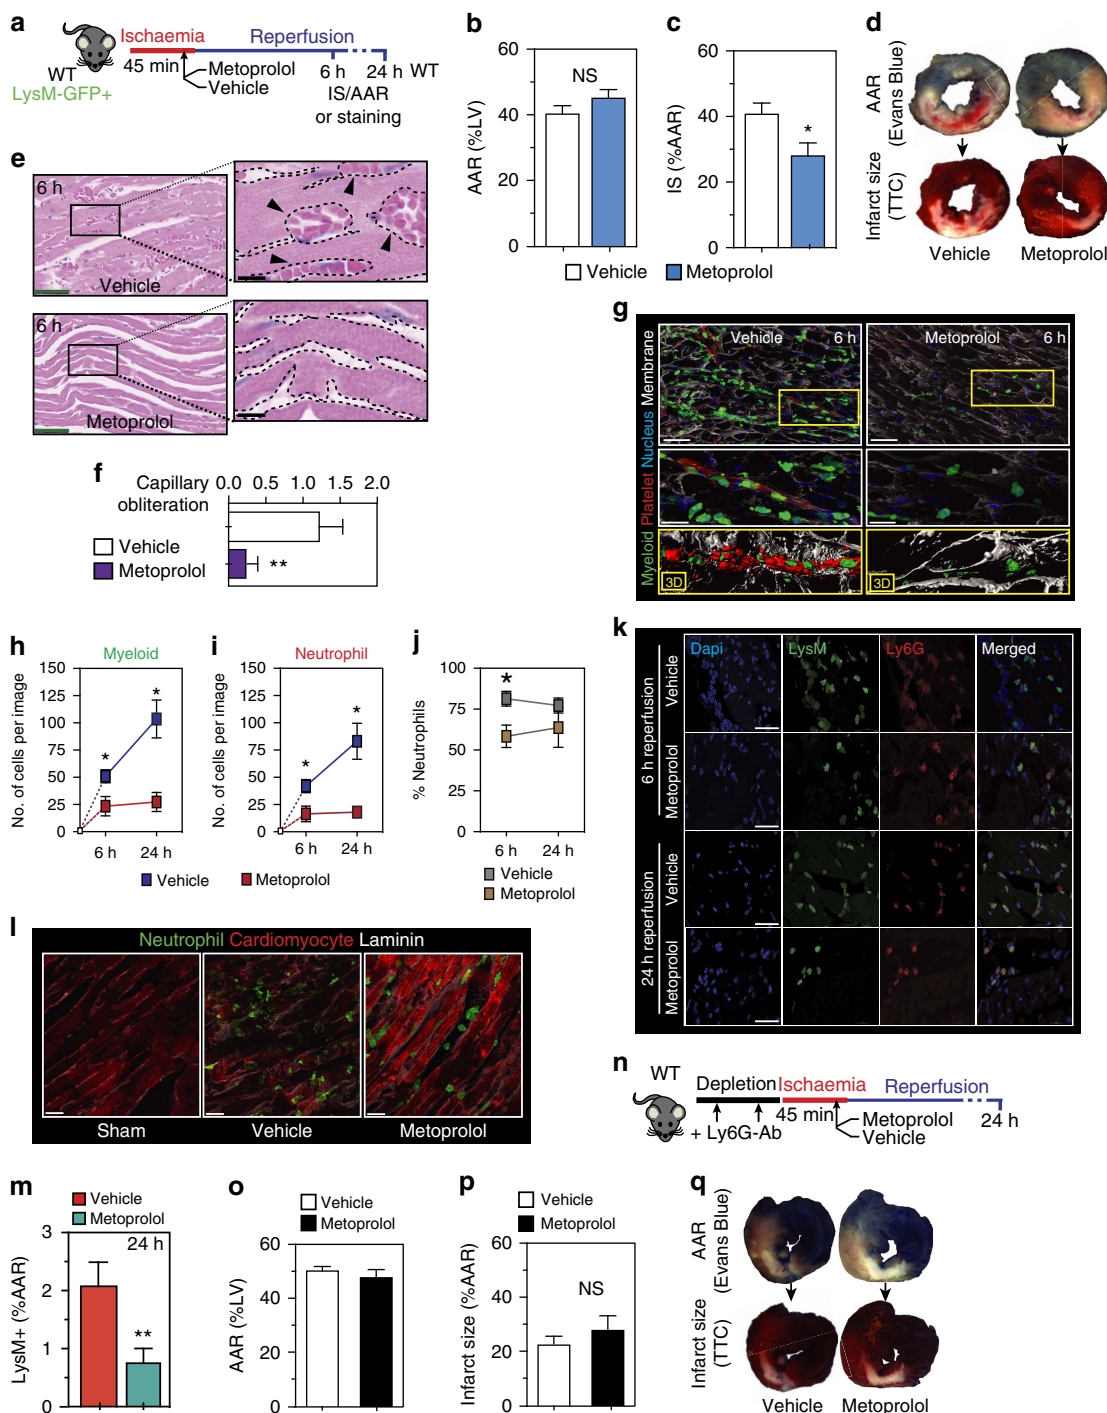 a
Ischaemia
Reperfusion
45 min
Metoprolol
Vehicle
6 h
24 h WT
WT
LysM-GFP+
IS/AAR
or staining
b
60
40
20
0
AAR (%LV)
NS
c
60
40
20
0
IS (%AAR)
*
Vehicle
Metoprolol
d
AAR
(Evans Blue)
Infarct size
(TTC)
Vehicle
Metoprolol
e
6 h
Vehicle
6 h
Metoprolol
f
Capillary
obliteration
0.0 0.5 1.0 1.5 2.0
Vehicle
Metoprolol
**
g
Vehicle 6 h
Metoprolol 6 h
Myeloid Platelet Nucleus Membrane
3D
3D
h
Myeloid
No. of cells per image
150
125
100
75
50
25
0
*
*
6 h 24 h
i
Neutrophil
No. of cells per image
150
125
100
75
50
25
0
*
*
6 h 24 h
Vehicle
Metoprolol
j
% Neutrophils
100
75
50
0
*
6 h 24 h
Vehicle
Metoprolol
k
Dapi LysM Ly6G Merged
6 h reperfusion
Vehicle
Metoprolol
24 h reperfusion
Vehicle
Metoprolol
l
Neutrophil Cardiomyocyte Laminin
Sham
Vehicle
Metoprolol
m
Vehicle
Metoprolol
LysM+ (%AAR)
3
2
1
0
24 h
**
n
WT
Depletion Ischaemia
Reperfusion
45 min
+ Ly6G-Ab
Metoprolol
Vehicle
24 h
o
Vehicle
Metoprolol
AAR (%LV)
60
40
20
0
p
Vehicle
Metoprolol
Infarct size (%AAR)
60
40
20
0
NS
q
AAR
(Evans Blue)
Infarct size
(TTC)
Vehicle
Metoprolol